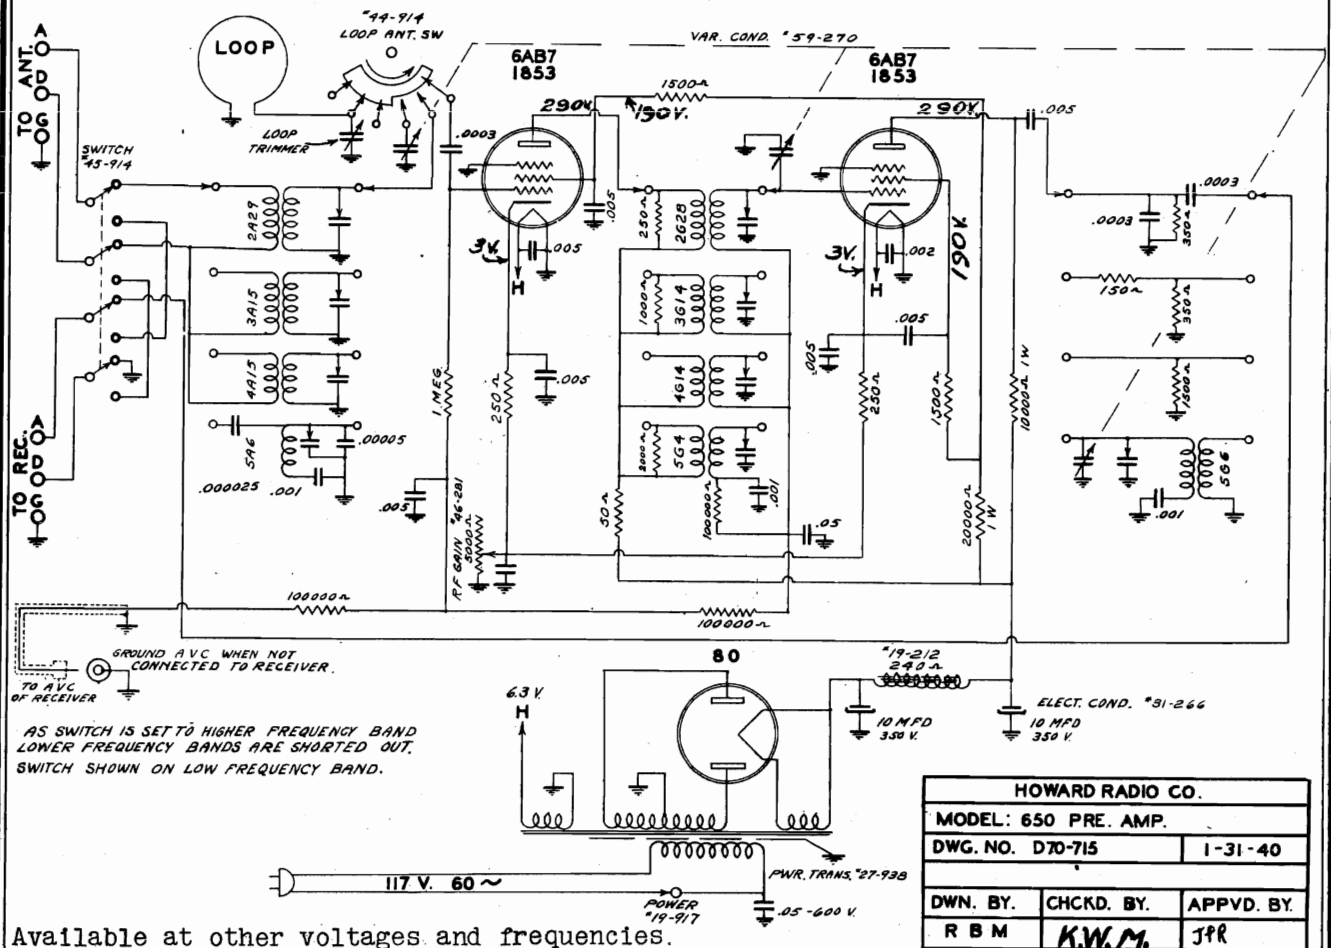 *44-914
LOOP ANT. SW
LOOP
VAR. COND. *59-270
6AB7
1853
6AB7
1853
A
D
G
TO ANT.
SWITCH
*45-914
LOOP
TRIMMER
.0003
290V.
1500Ω
190V.
290V.
.005
2A29
3A15
4A15
5A6
.000025
.001
.00005
.005
3V.
.005
H
1 MEG.
250Ω
.005
.005
RF GAIN *46-281
5000Ω
250Ω
2G28
1000Ω
3G14
4G14
2000Ω
5G4
50Ω
100000Ω
.001
.05
3V.
.002
H
190V.
.005
.005
250Ω
1,500Ω
20000Ω
1W
1000Ω 1W
.0003
.0003
350Ω
150Ω
350Ω
1500Ω
5G6
.001
A
D
G
TO REC.
100000Ω
100000Ω
GROUND AVC WHEN NOT
CONNECTED TO RECEIVER.
TO AVC
OF RECEIVER
AS SWITCH IS SET TO HIGHER FREQUENCY BAND
LOWER FREQUENCY BANDS ARE SHORTED OUT.
SWITCH SHOWN ON LOW FREQUENCY BAND.
80
6.3 V.
H
*19-212
240Ω
10 MFD
350 V.
ELECT. COND. *31-266
10 MFD
350 V.
PWR. TRANS. *27-938
117 V. 60~
POWER
*19-917
.05-600 V.
HOWARD RADIO CO.
MODEL: 650 PRE. AMP.
DWG. NO. D70-715 1-31-40
DWN. BY. CHCKD. BY. APPVD. BY.
R B M K.W.M. JPR
Available at other voltages and frequencies.